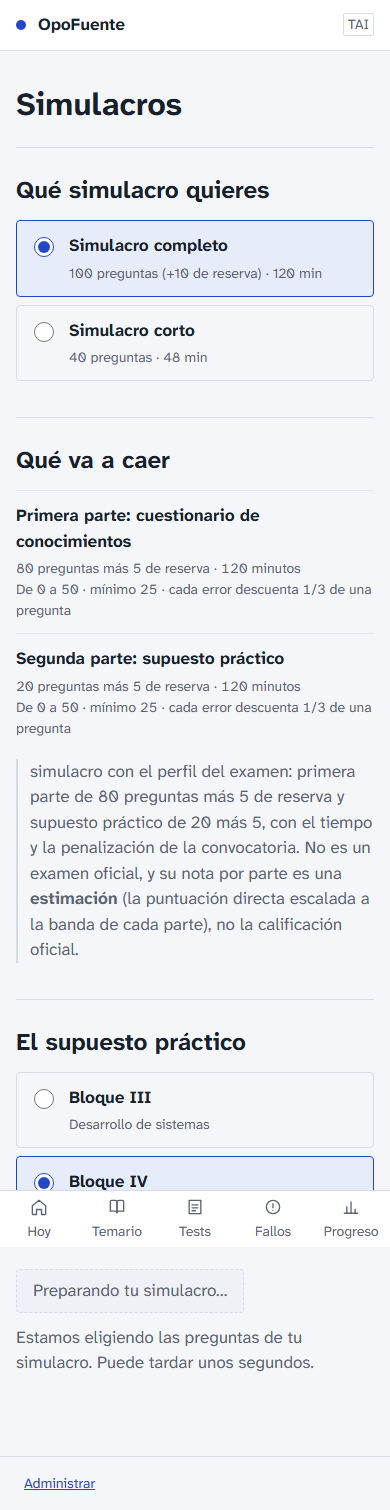 OpoFuente
TAI
Simulacros
Qué simulacro quieres
Simulacro completo
100 preguntas (+10 de reserva) · 120 min
Simulacro corto
40 preguntas · 48 min
Qué va a caer
Primera parte: cuestionario de
conocimientos
80 preguntas más 5 de reserva · 120 minutos
De 0 a 50 · mínimo 25 · cada error descuenta 1/3 de una
pregunta
Segunda parte: supuesto práctico
20 preguntas más 5 de reserva · 120 minutos
De 0 a 50 · mínimo 25 · cada error descuenta 1/3 de una
pregunta
simulacro con el perfil del examen: primera
parte de 80 preguntas más 5 de reserva y
supuesto práctico de 20 más 5, con el tiempo
y la penalización de la convocatoria. No es un
examen oficial, y su nota por parte es una
estimación (la puntuación directa escalada a
la banda de cada parte), no la calificación
oficial.
El supuesto práctico
Bloque III
Desarrollo de sistemas
Bloque IV
Hoy
Temario
Tests
Fallos
Progreso
Preparando tu simulacro...
Estamos eligiendo las preguntas de tu
simulacro. Puede tardar unos segundos.
Administrar